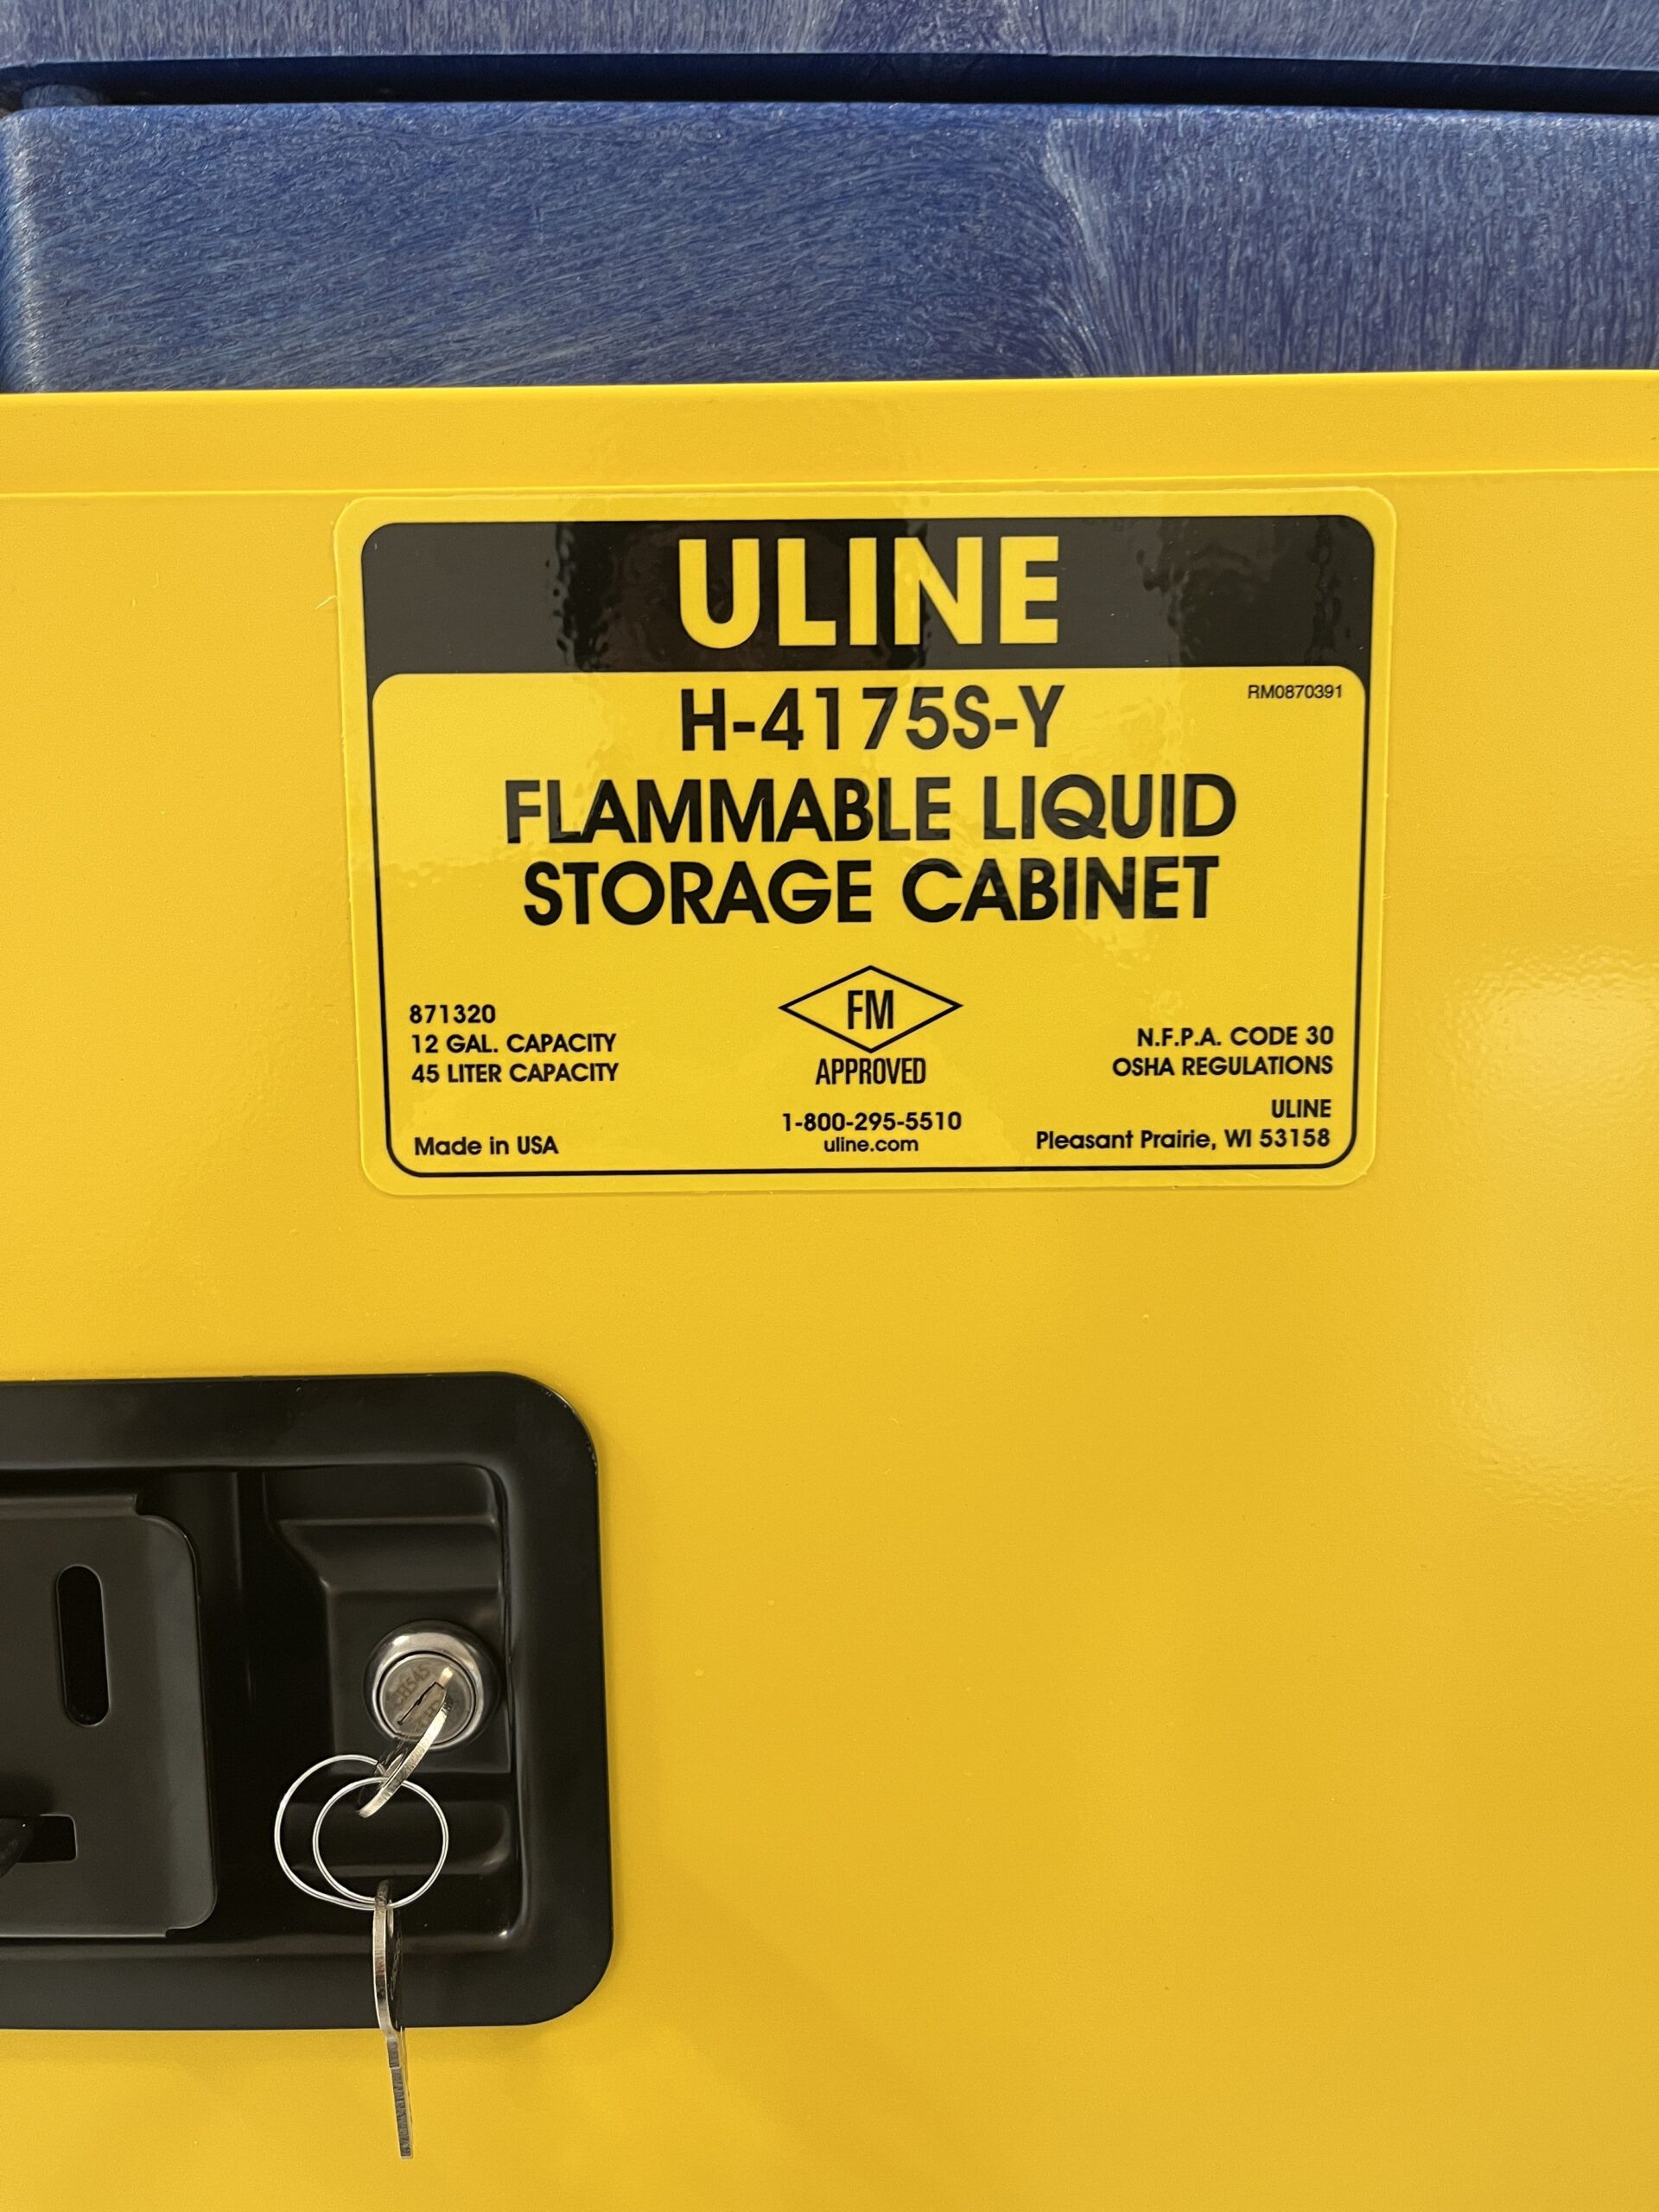 ULINE
RM0870391
H-4175S-Y
FLAMMABLE LIQUID
STORAGE CABINET
871320
12 GAL. CAPACITY
45 LITER CAPACITY
Made in USA
FM
APPROVED
1-800-295-5510
uline.com
N.F.P.A. CODE 30
OSHA REGULATIONS
ULINE
Pleasant Prairie, WI 53158